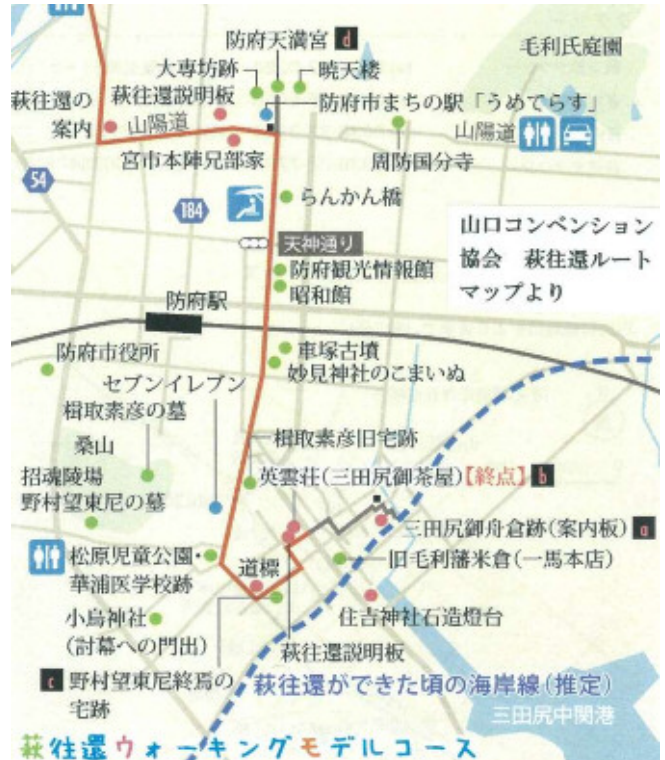 防府天満宮 d
毛利氏庭園
大専坊跡
暁天楼
萩往還の
案内
萩往還説明板
防府市まちの駅「うめてらす」
山陽道
山陽道
宮市本陣兄部家
周防国分寺
54
184
らんかん橋
山口コンベンション
協会 萩往還ルート
マップより
天神通り
防府観光情報館
昭和館
防府駅
防府市役所
車塚古墳
妙見神社のこまいぬ
セブンイレブン
楫取素彦の墓
桑山
楫取素彦旧宅跡
招魂陵場
野村望東尼の墓
英雲荘(三田尻御茶屋)【終点】 b
三田尻御舟倉跡(案内板) a
松原児童公園・
華浦医学校跡
道標
旧毛利藩米倉(一馬本店)
小烏神社
(討幕への門出)
住吉神社石造燈台
萩往還説明板
c 野村望東尼終焉の
宅跡
萩往還ができた頃の海岸線(推定)
三田尻中関港
萩往還ウォーキングモデルコース